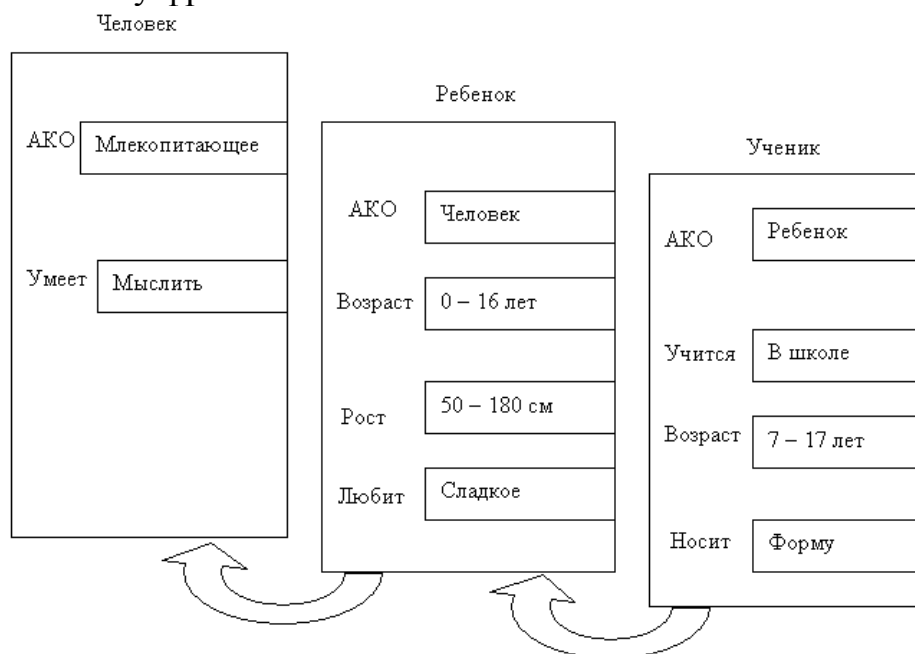 Человек
АКО Млекопитающее
Умеет Мыслить
Ребенок
АКО Человек
Возраст 0 – 16 лет
Рост 50 – 180 см
Любит Сладкое
Ученик
АКО Ребенок
Учится В школе
Возраст 7 – 17 лет
Носит Форму